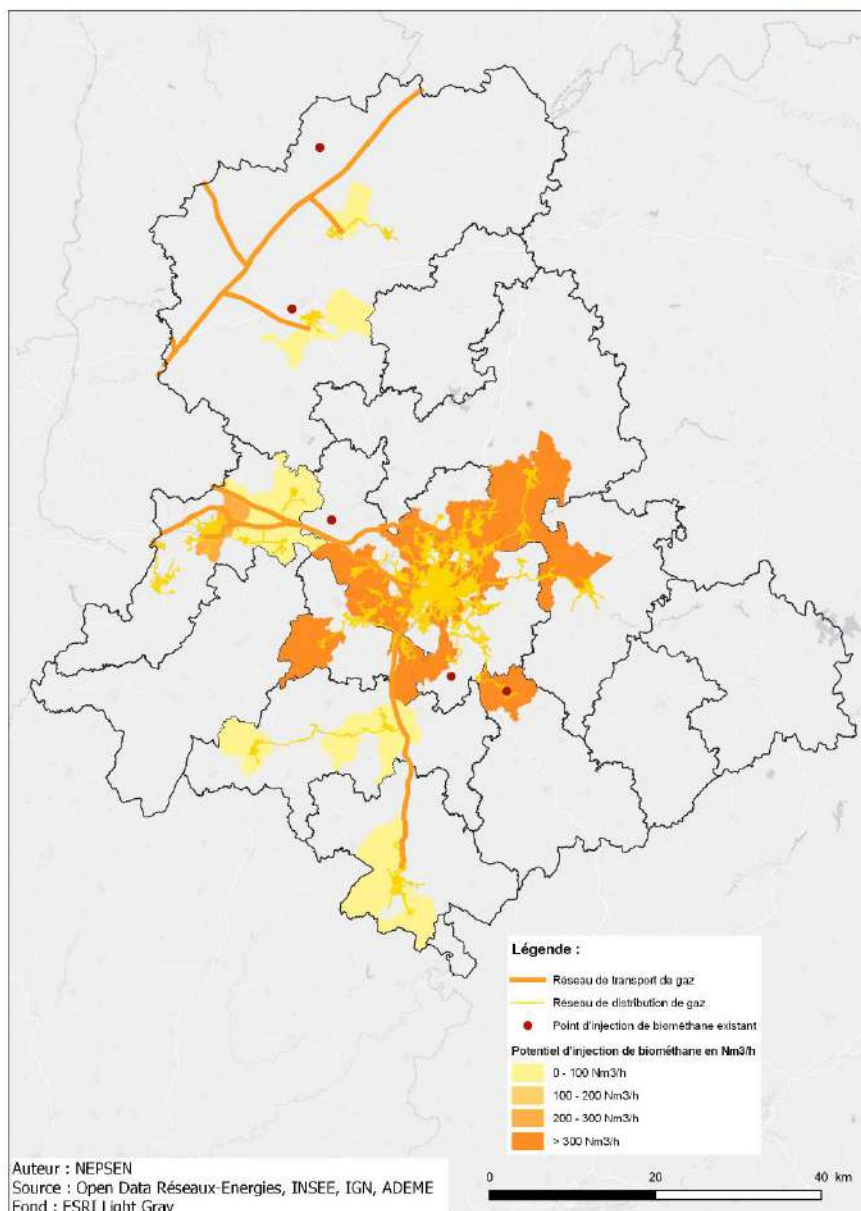 Légende :
Réseau de transport de gaz
Réseau de distribution de gaz
Point d'injection de biométhane existant
Potentiel d'injection de biométhane en Nm3/h
0 - 100 Nm3/h
100 - 200 Nm3/h
200 - 300 Nm3/h
> 300 Nm3/h
0 20 40 km
Auteur : NEPSEN
Source : Open Data Réseaux-Energies, INSEE, IGN, ADEME
Fond : ESRI Light Gray